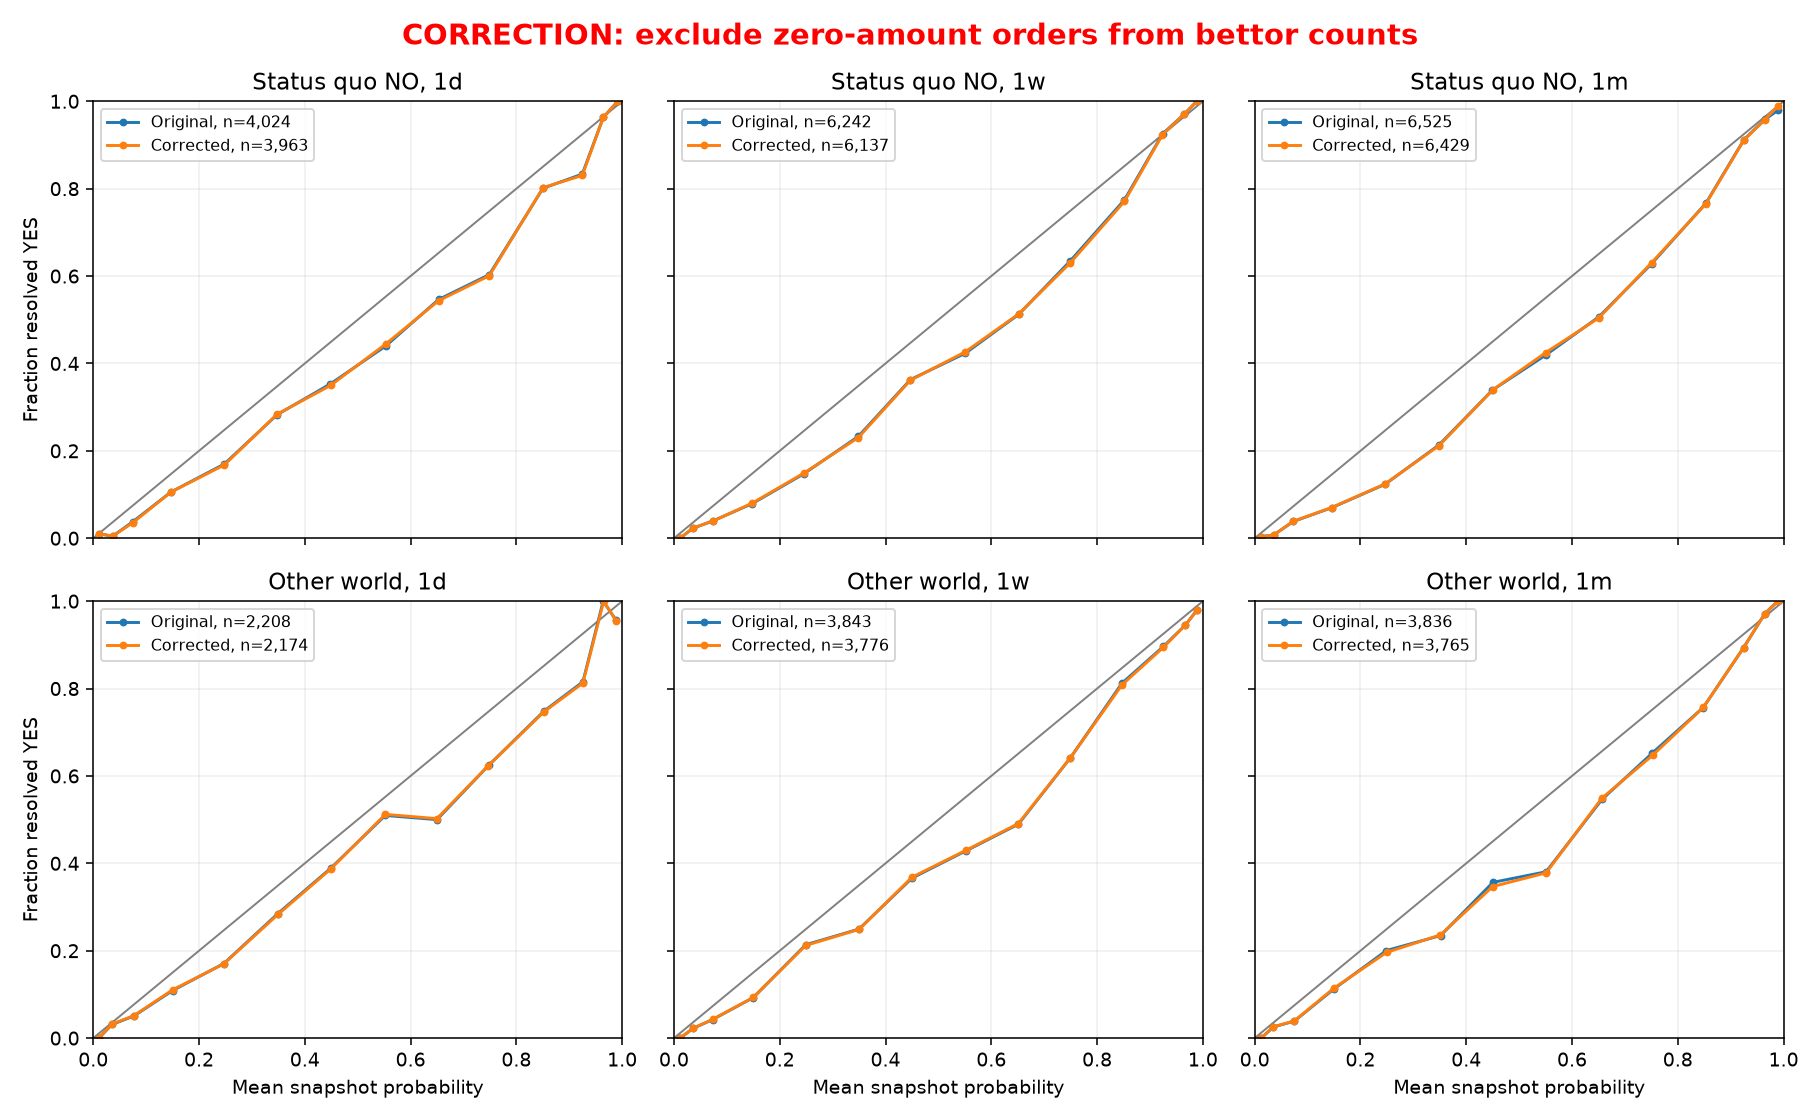 CORRECTION: exclude zero-amount orders from bettor counts
Status quo NO, 1d
Original, n=4,024
Corrected, n=3,963
Fraction resolved YES
1.0
0.8
0.6
0.4
0.2
0.0
Status quo NO, 1w
Original, n=6,242
Corrected, n=6,137
Status quo NO, 1m
Original, n=6,525
Corrected, n=6,429
Other world, 1d
Original, n=2,208
Corrected, n=2,174
Fraction resolved YES
1.0
0.8
0.6
0.4
0.2
0.0
0.0 0.2 0.4 0.6 0.8 1.0
Mean snapshot probability
Other world, 1w
Original, n=3,843
Corrected, n=3,776
0.0 0.2 0.4 0.6 0.8 1.0
Mean snapshot probability
Other world, 1m
Original, n=3,836
Corrected, n=3,765
0.0 0.2 0.4 0.6 0.8 1.0
Mean snapshot probability